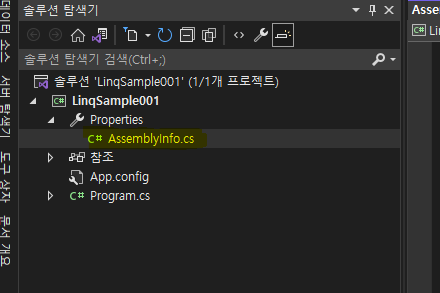 솔루션 탐색기
솔루션 탐색기 검색(Ctrl+;)
솔루션 'LinqSample001' (1/1개 프로젝트)
C# LinqSample001
Properties
C# AssemblyInfo.cs
참조
App.config
C# Program.cs
데이터 소스
서버 탐색기
도구 상자
문서 개요
Asse
C# Li